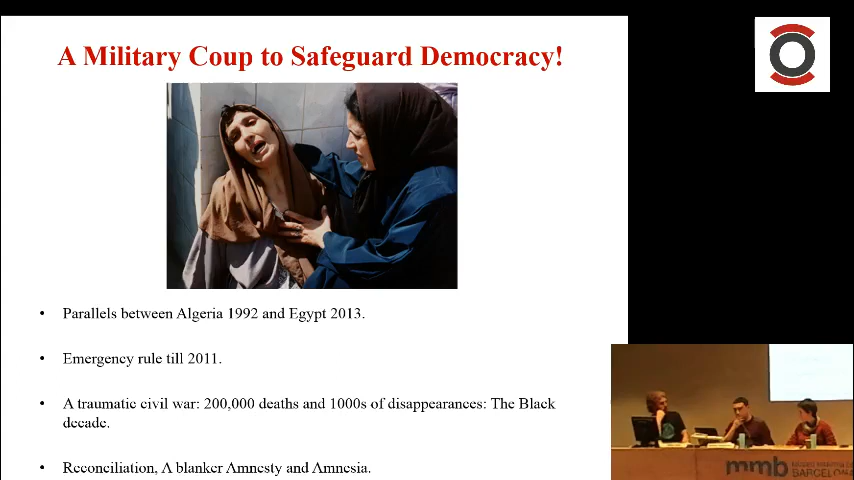 A Military Coup to Safeguard Democracy!
• Parallels between Algeria 1992 and Egypt 2013.
• Emergency rule till 2011.
• A traumatic civil war: 200,000 deaths and 1000s of disappearances: The Black
decade.
• Reconciliation, A blanker Amnesty and Amnesia.
mmb
BARCELONA